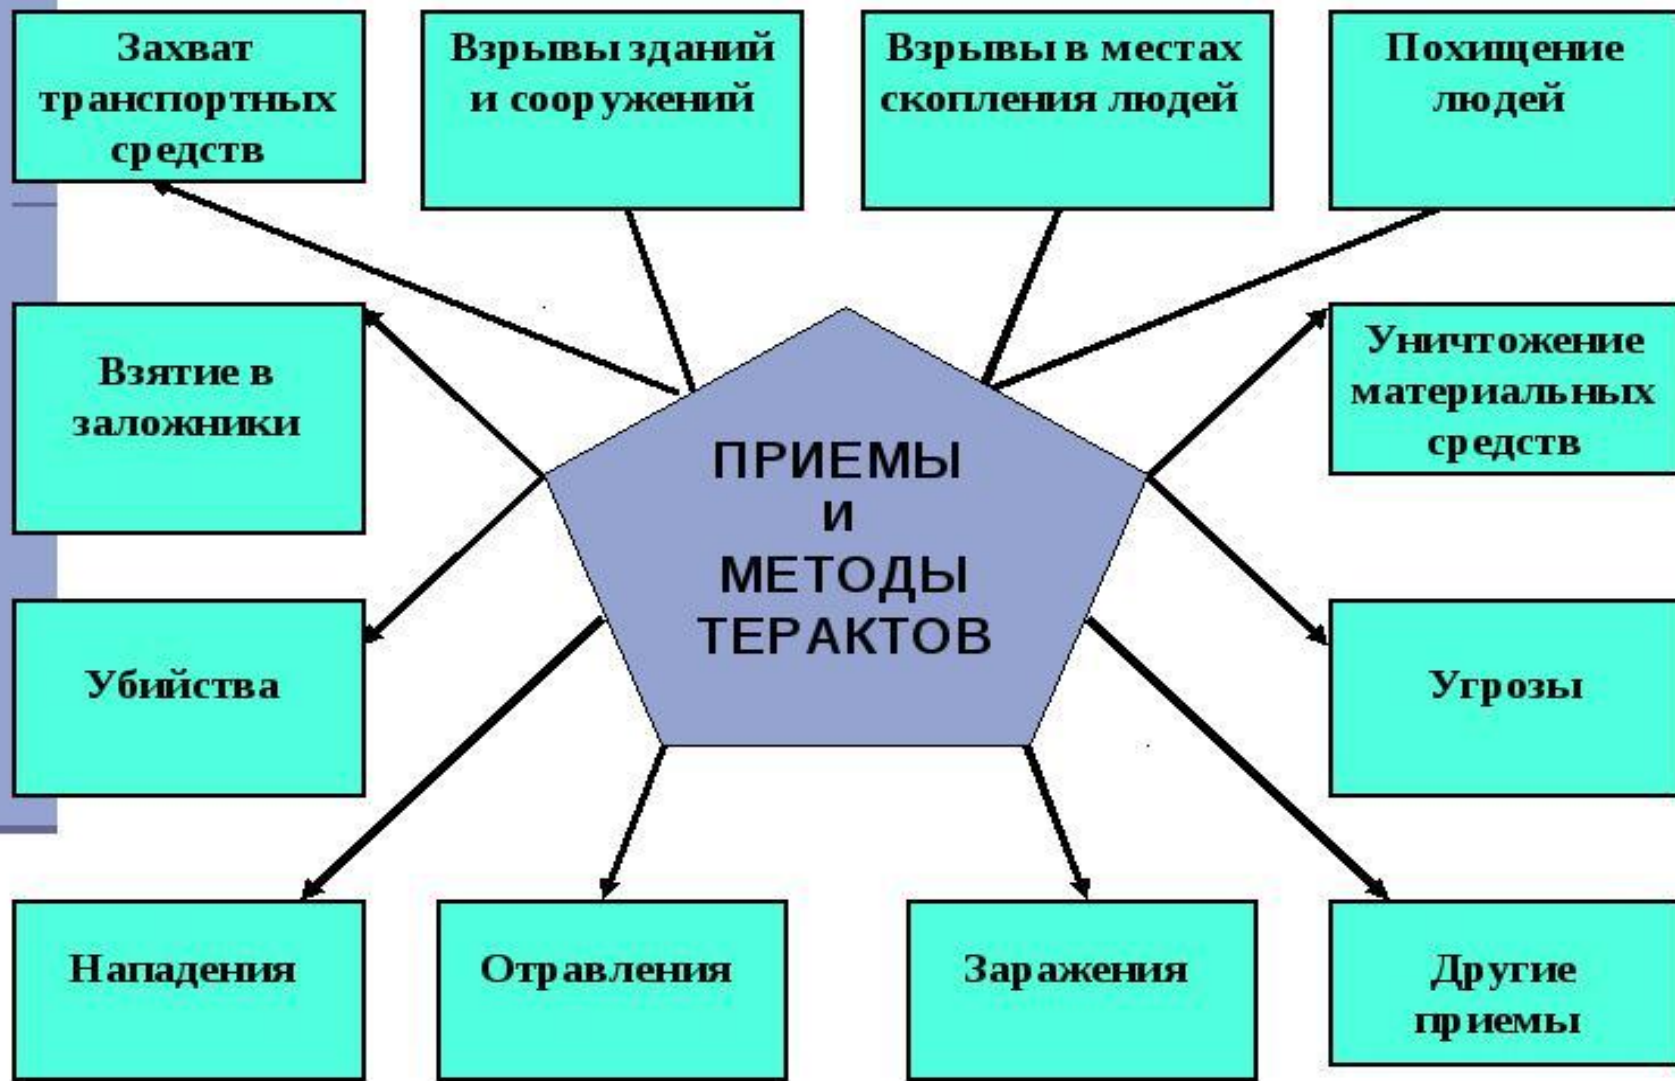 Захват
транспортных
средств
Взрывы зданий
и сооружений
Взрывы в местах
скопления людей
Похищение
людей
Взятие в
заложники
Уничтожение
материальных
средств
ПРИЕМЫ
и
МЕТОДЫ
ТЕРАКТОВ
Убийства
Угрозы
Нападения
Отравления
Заражения
Другие
приемы